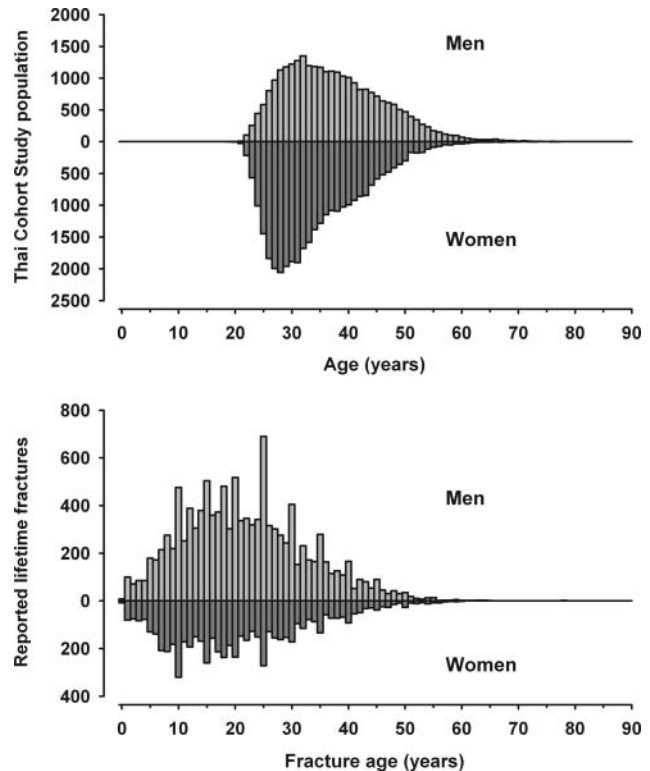 Thai Cohort Study population
2000
1500
1000
500
0
500
1000
1500
2000
2500
Men
Women
0 10 20 30 40 50 60 70 80 90
Age (years)
Reported lifetime fractures
800
600
400
200
0
200
400
Men
Women
0 10 20 30 40 50 60 70 80 90
Fracture age (years)